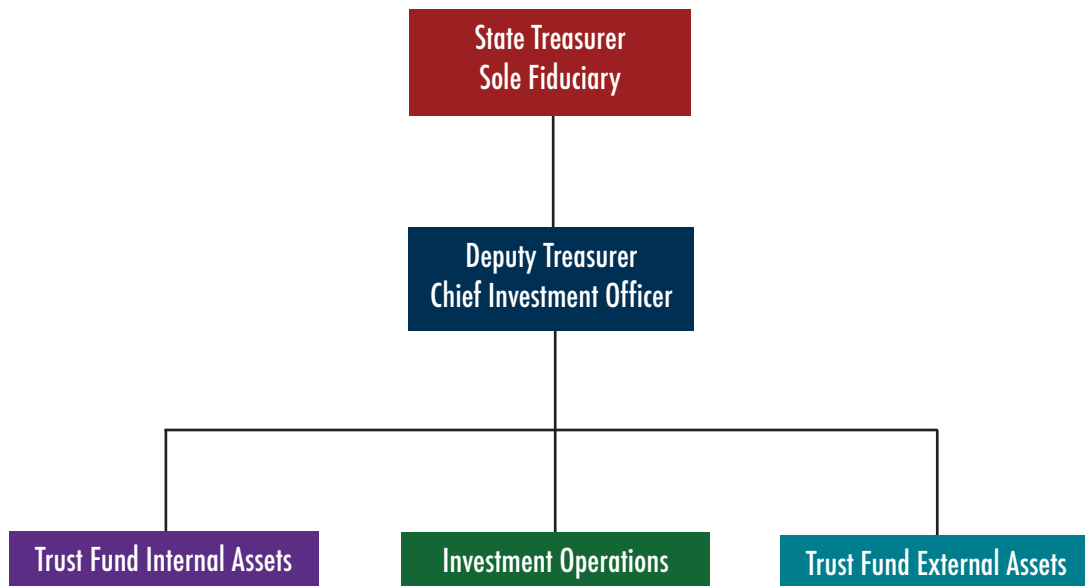 State Treasurer
Sole Fiduciary
Deputy Treasurer
Chief Investment Officer
Trust Fund Internal Assets
Investment Operations
Trust Fund External Assets